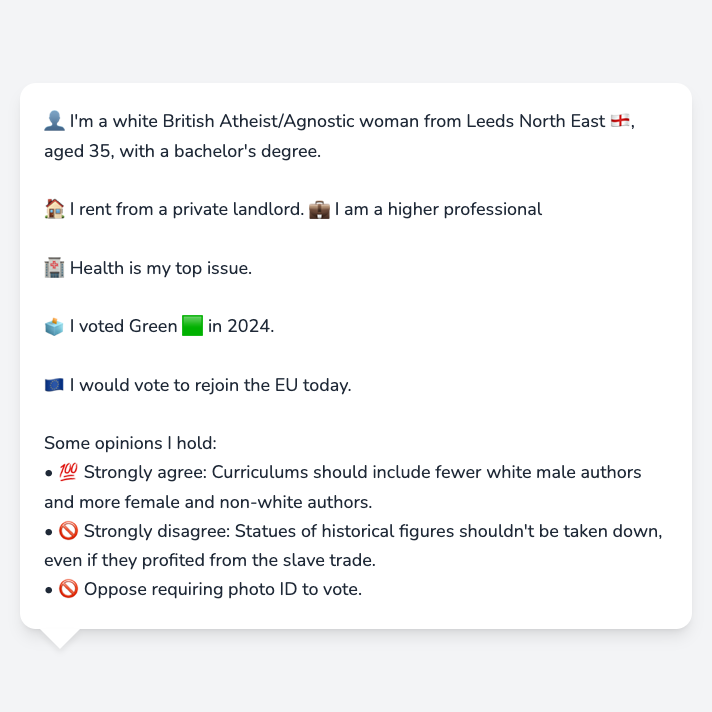 👤 I'm a white British Atheist/Agnostic woman from Leeds North East 🏴󠁧󠁢󠁥󠁮󠁧󠁿,
aged 35, with a bachelor's degree.
🏠 I rent from a private landlord. 💼 I am a higher professional
🏥 Health is my top issue.
🗳️ I voted Green 🟩 in 2024.
🇪🇺 I would vote to rejoin the EU today.
Some opinions I hold:
• 💯 Strongly agree: Curriculums should include fewer white male authors
and more female and non-white authors.
• 🚫 Strongly disagree: Statues of historical figures shouldn't be taken down,
even if they profited from the slave trade.
• 🚫 Oppose requiring photo ID to vote.